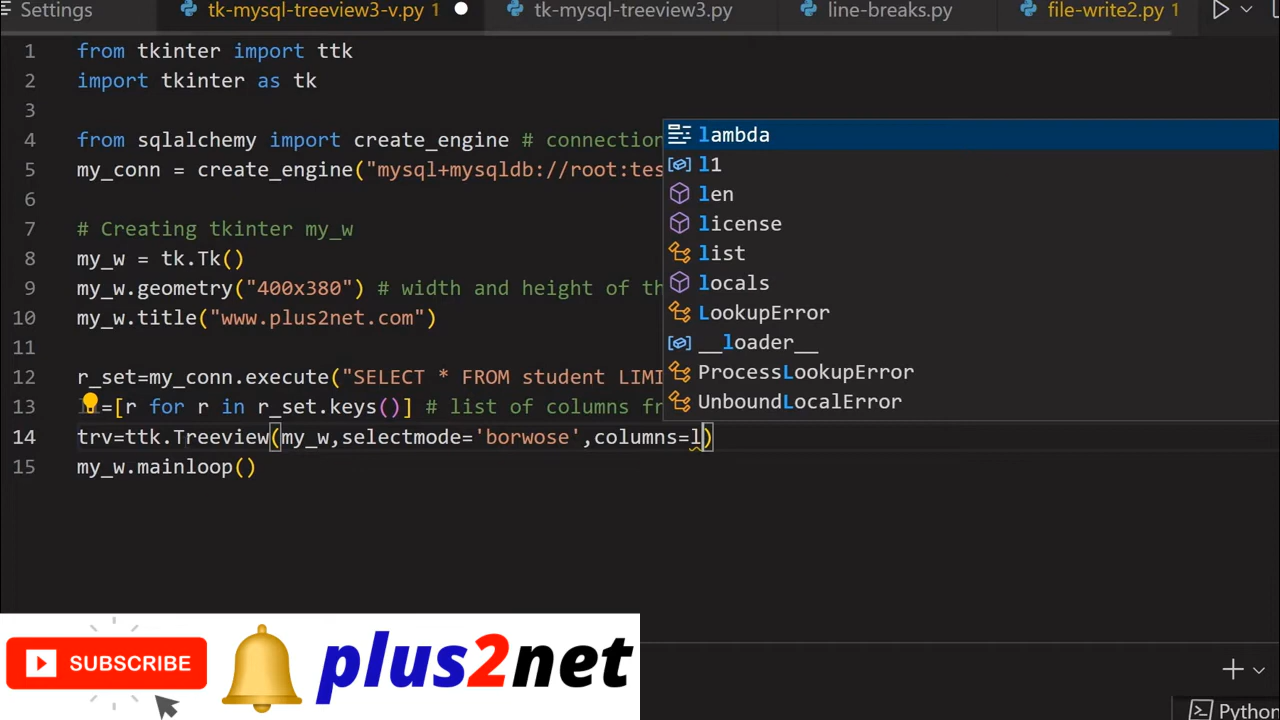 Settings
tk-mysql-treeview3-v.py 1
tk-mysql-treeview3.py
line-breaks.py
file-write2.py 1
1 from tkinter import ttk
2 import tkinter as tk
3
4 from sqlalchemy import create_engine # connection
5 my_conn = create_engine("mysql+mysqldb://root:tes
6
7 # Creating tkinter my_w
8 my_w = tk.Tk()
9 my_w.geometry("400x380") # width and height of th
10 my_w.title("www.plus2net.com")
11
12 r_set=my_conn.execute("SELECT * FROM student LIMI
13 =[r for r in r_set.keys()] # list of columns fr
14 trv=ttk.Treeview(my_w,selectmode='borwose',columns=l)
15 my_w.mainloop()
lambda
l1
len
license
list
locals
LookupError
__loader__
ProcessLookupError
UnboundLocalError
SUBSCRIBE
plus2net
Python